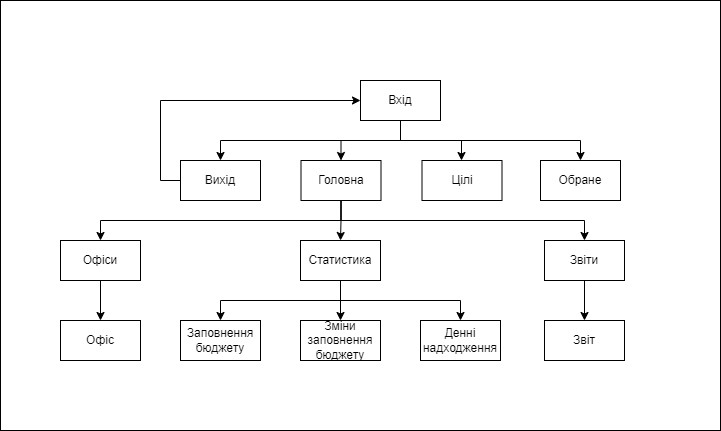 Вхід
Вихід
Головна
Цілі
Обране
Офіси
Статистика
Звіти
Офіс
Заповнення
бюджету
Зміни
заповнення
бюджету
Денні
надходження
Звіт